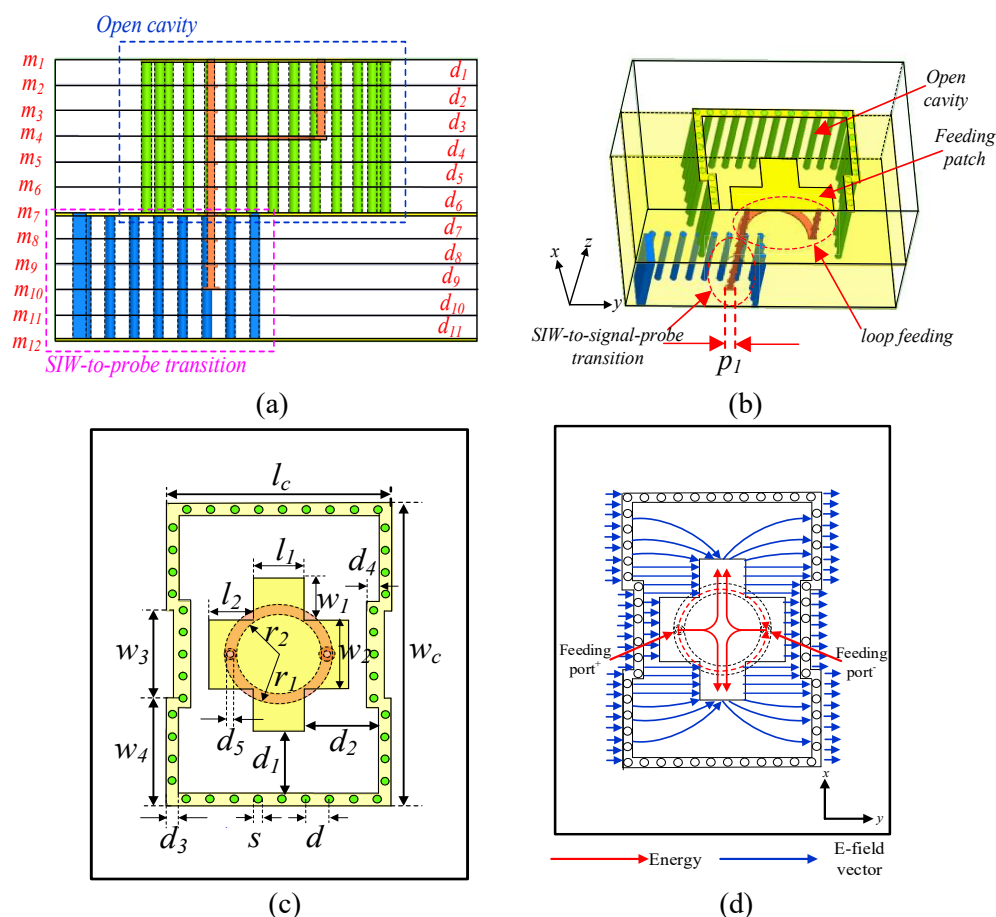 Open cavity
m1
m2
m3
m4
m5
m6
m7
m8
m9
m10
m11
m12
d1
d2
d3
d4
d5
d6
d7
d8
d9
d10
d11
SIW-to-probe transition
(a)
Open
cavity
Feeding
patch
x
z
y
SIW-to-signal-probe
transition
loop feeding
p1
(b)
lc
l1
d4
l2
w1
r2
w3
w2
wc
r1
w4
d5
d1
d2
d3
s
d
(c)
Feeding
port+
Feeding
port-
x
y
Energy
E-field
vector
(d)